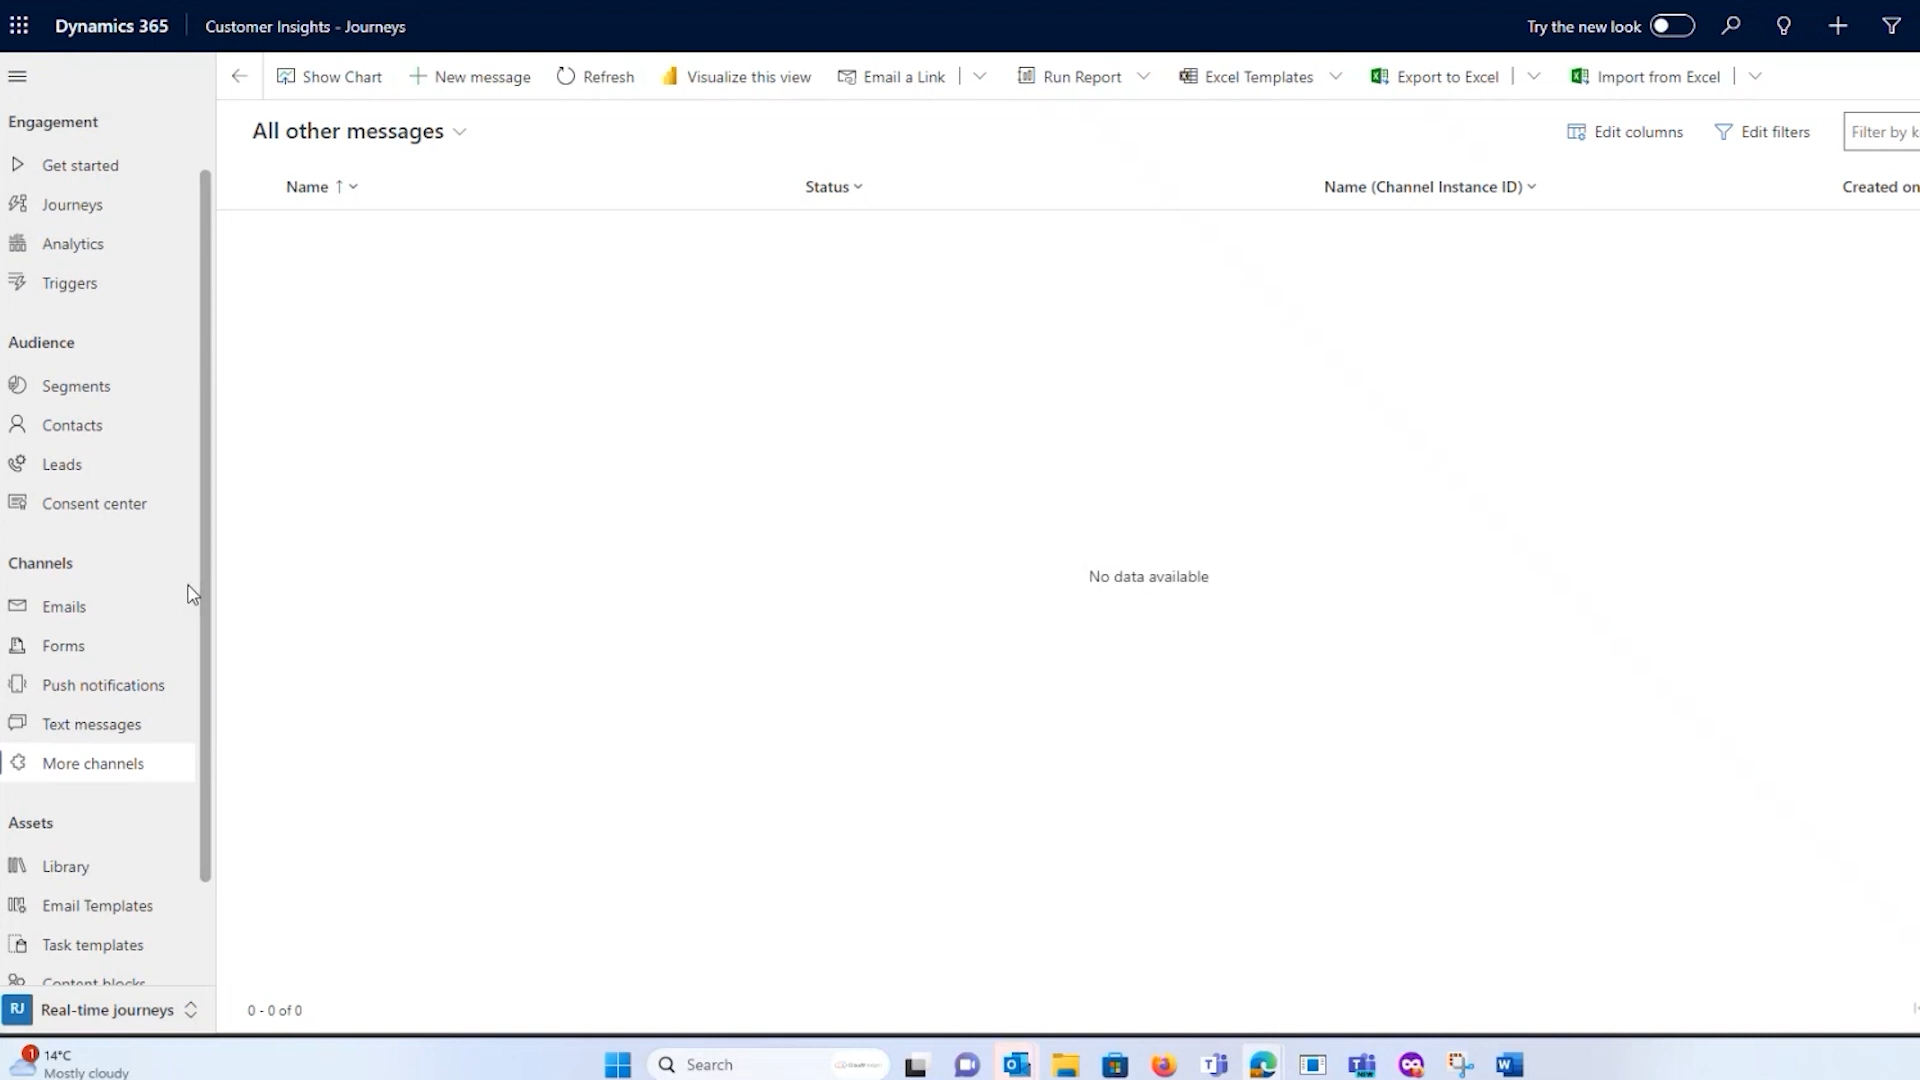 Dynamics 365
Customer Insights - Journeys
Try the new look
Show Chart
New message
Refresh
Visualize this view
Email a Link
Run Report
Excel Templates
Export to Excel
Import from Excel
All other messages
Edit columns
Edit filters
Filter by k
Name
Status
Name (Channel Instance ID)
Created on
Engagement
Get started
Journeys
Analytics
Triggers
Audience
Segments
Contacts
Leads
Consent center
Channels
Emails
Forms
Push notifications
Text messages
More channels
Assets
Library
Email Templates
Task templates
Content blocks
RJ
Real-time journeys
No data available
0 - 0 of 0
1
14°C
Mostly cloudy
Search
NEW